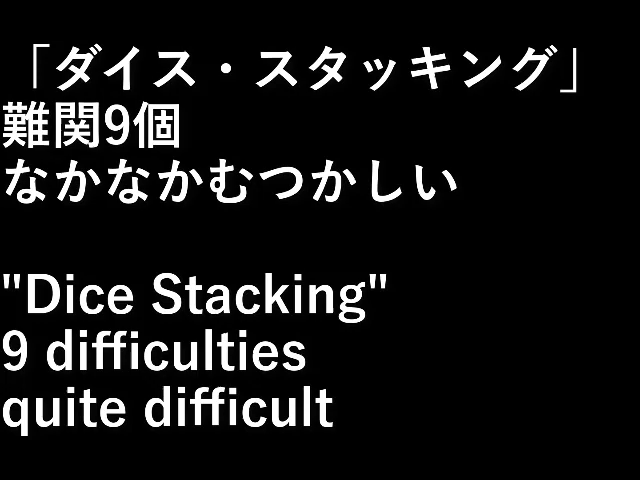 「ダイス・スタッキング」
難関9個
なかなかむつかしい
"Dice Stacking"
9 difficulties
quite difficult